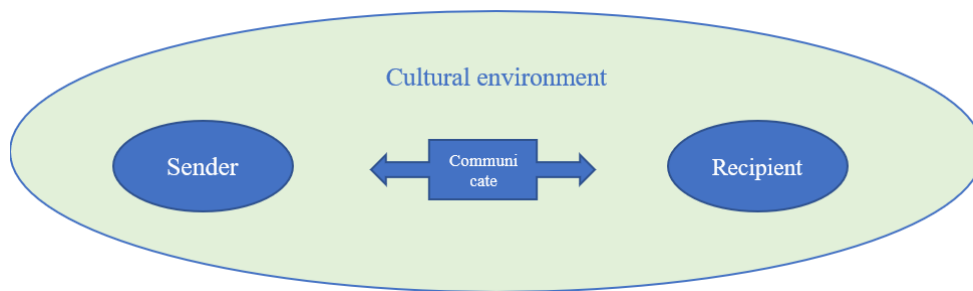 Cultural environment
Sender
Communi
cate
Recipient